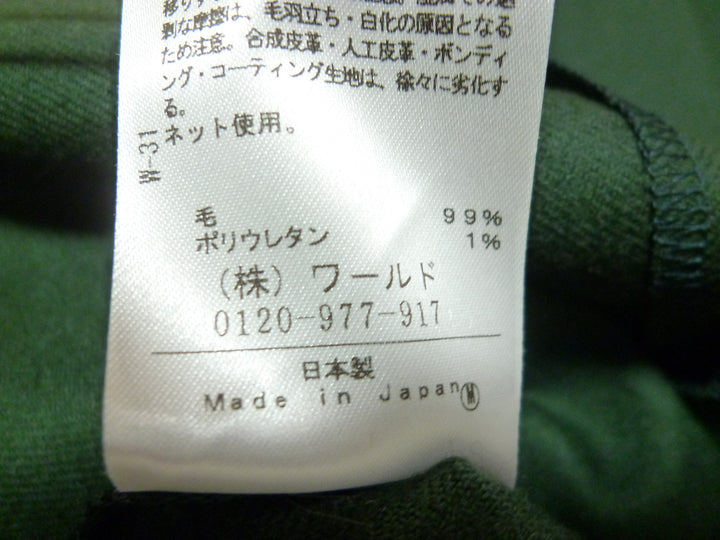 剥な摩擦は、毛羽立ち・白化の原因となる
ため注意。合成皮革・人工皮革・ボンディ
ング・コーティング生地は、徐々に劣化す
る。
ネット使用。
W-31
毛 99%
ポリウレタン 1%
(株) ワールド
0120-977-917
日本製
Made in Japan Ⓜ